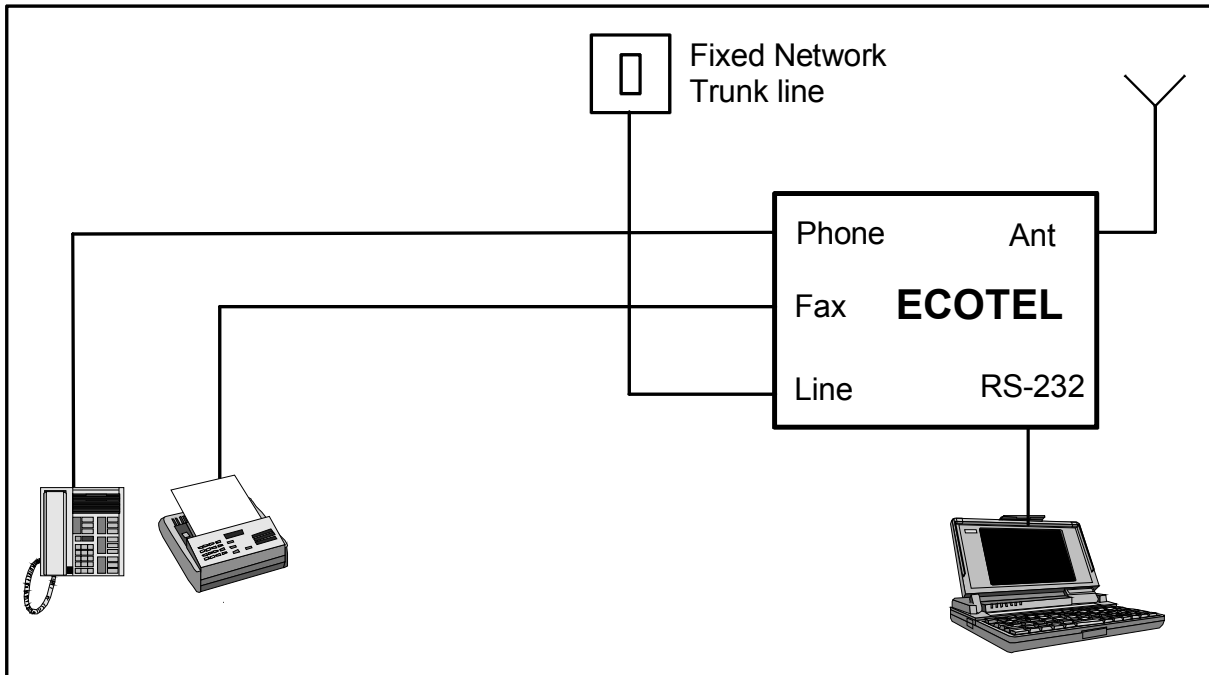 Fixed Network
Trunk line
Phone
Ant
Fax
ECOTEL
Line
RS-232